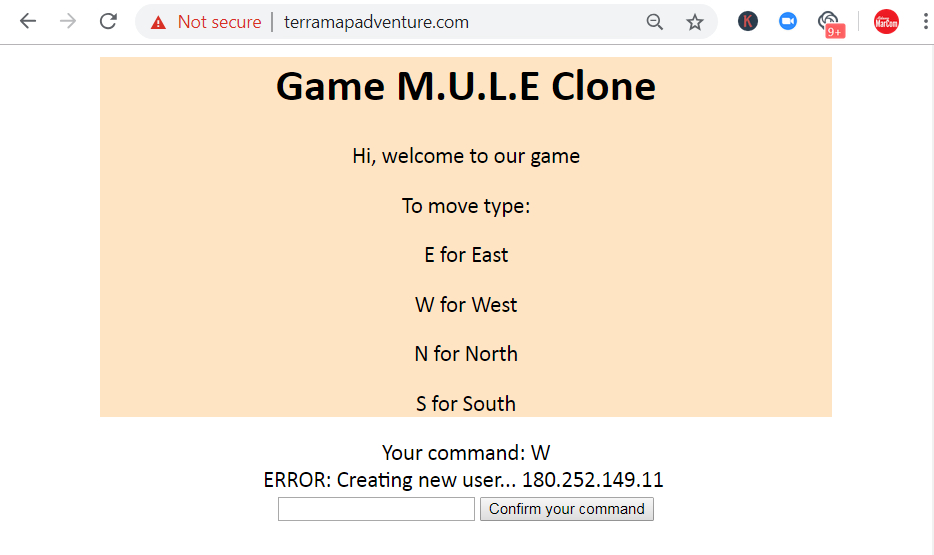 Not secure | terramapadventure.com
K
9+
MarCom
Game M.U.L.E Clone
Hi, welcome to our game
To move type:
E for East
W for West
N for North
S for South
Your command: W
ERROR: Creating new user... 180.252.149.11
Confirm your command